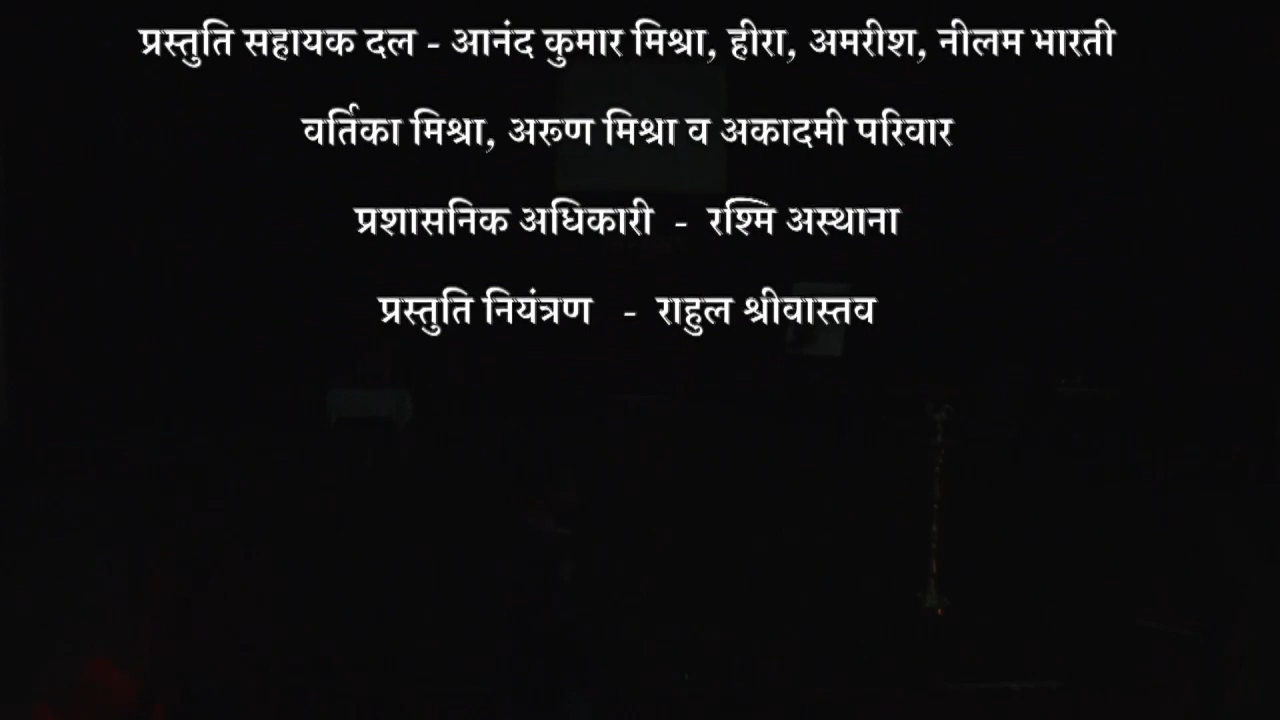 प्रस्तुति सहायक दल - आनंद कुमार मिश्रा, हीरा, अमरीश, नीलम भारती
वर्तिका मिश्रा, अरूण मिश्रा व अकादमी परिवार
प्रशासनिक अधिकारी - रश्मि अस्थाना
प्रस्तुति नियंत्रण - राहुल श्रीवास्तव